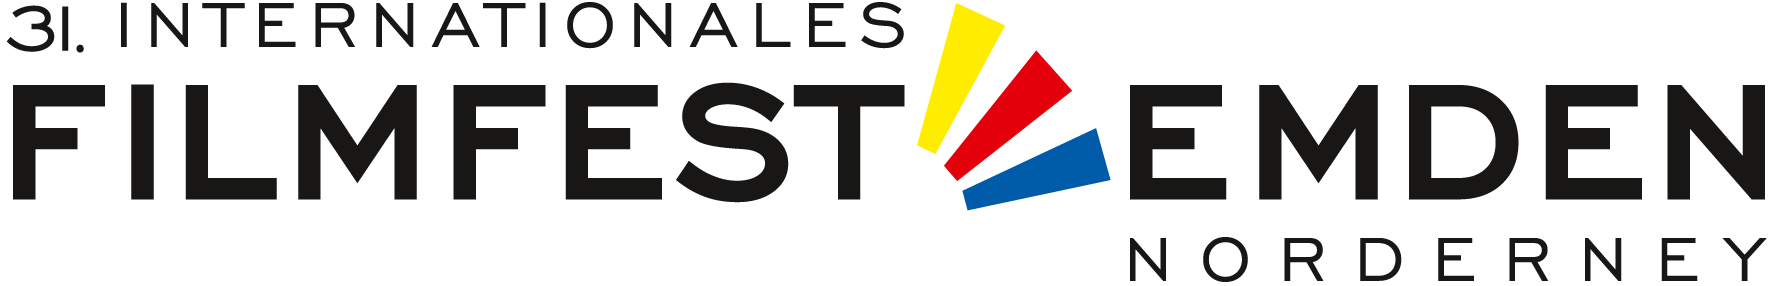 31. INTERNATIONALES
FILMFEST EMDEN
NORDERNEY